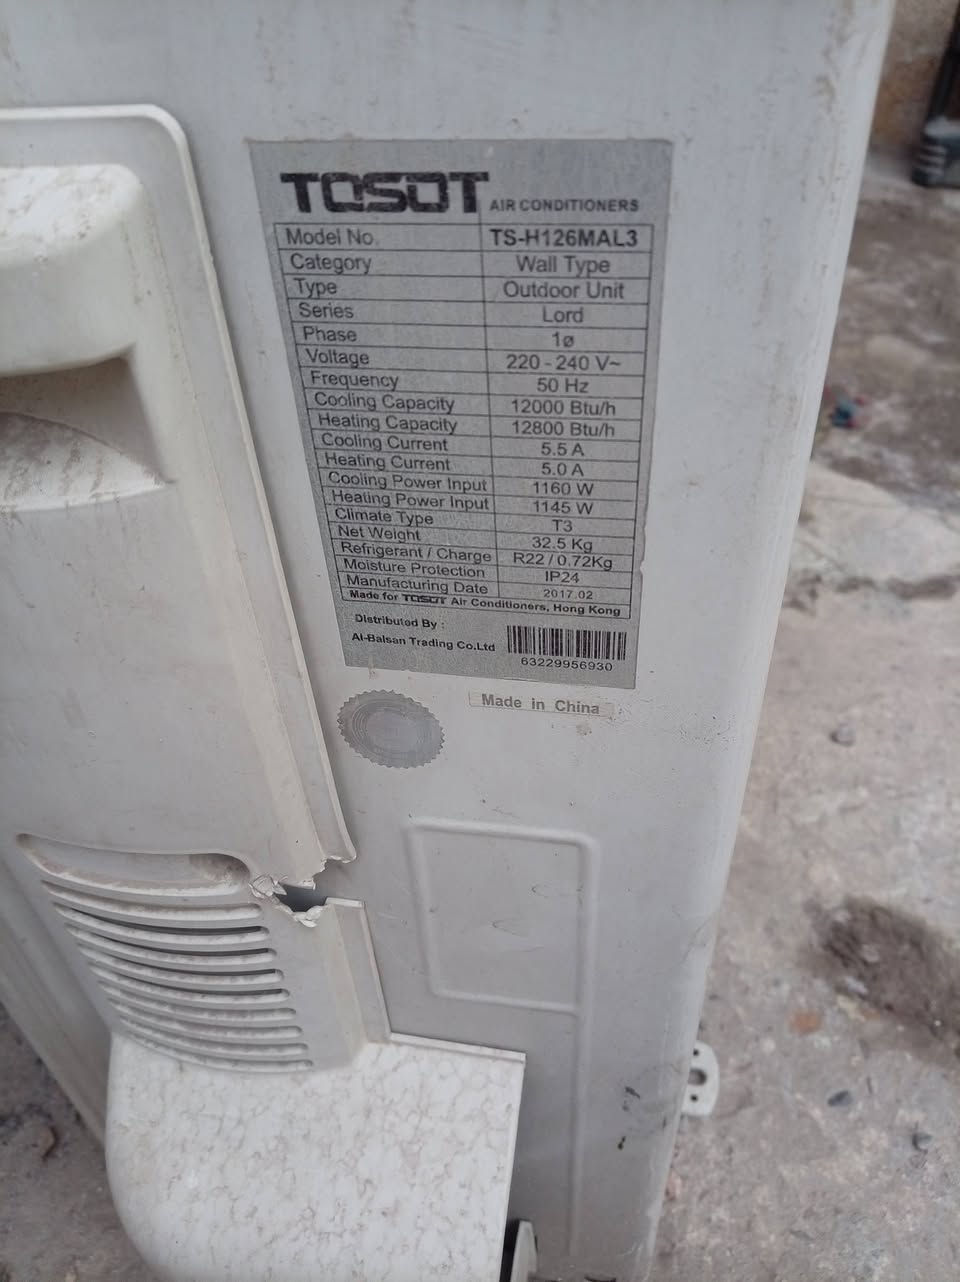 TOSOT AIR CONDITIONERS
Model No. TS-H126MAL3
Category Wall Type
Type Outdoor Unit
Series Lord
Phase 1ø
Voltage 220 - 240 V~
Frequency 50 Hz
Cooling Capacity 12000 Btu/h
Heating Capacity 12800 Btu/h
Cooling Current 5.5 A
Heating Current 5.0 A
Cooling Power Input 1160 W
Heating Power Input 1145 W
Climate Type T3
Net Weight 32.5 Kg
Refrigerant / Charge R22 / 0.72Kg
Moisture Protection IP24
Manufacturing Date 2017.02
Made for TOSOT Air Conditioners, Hong Kong
Distributed By :
Al-Balsan Trading Co.Ltd
63229956930
Made in China